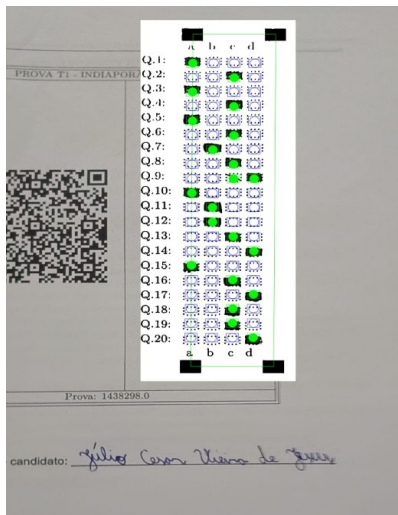 PROVA T1 - INDIAPOR
a b c d
Q.1:
Q.2:
Q.3:
Q.4:
Q.5:
Q.6:
Q.7:
Q.8:
Q.9:
Q.10:
Q.11:
Q.12:
Q.13:
Q.14:
Q.15:
Q.16:
Q.17:
Q.18:
Q.19:
Q.20:
a b c d
Prova: 1438298.0
candidato: Júlio Cesar Vieira de Jesus